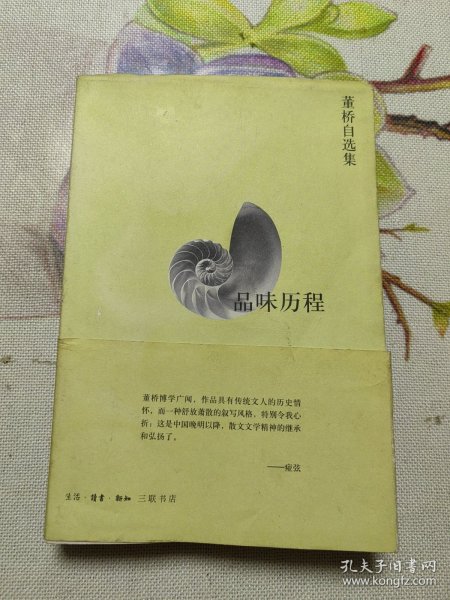 董桥自选集
品味历程
董桥博学广闻，作品具有传统文人的历史情
怀，而一种舒放萧散的叙写风格，特别令我心
折；这是中国晚明以降，散文文学精神的继承
和弘扬了。
——瘂弦
生活·讀書·新知 三联书店
孔夫子旧书网
www.kongfz.com